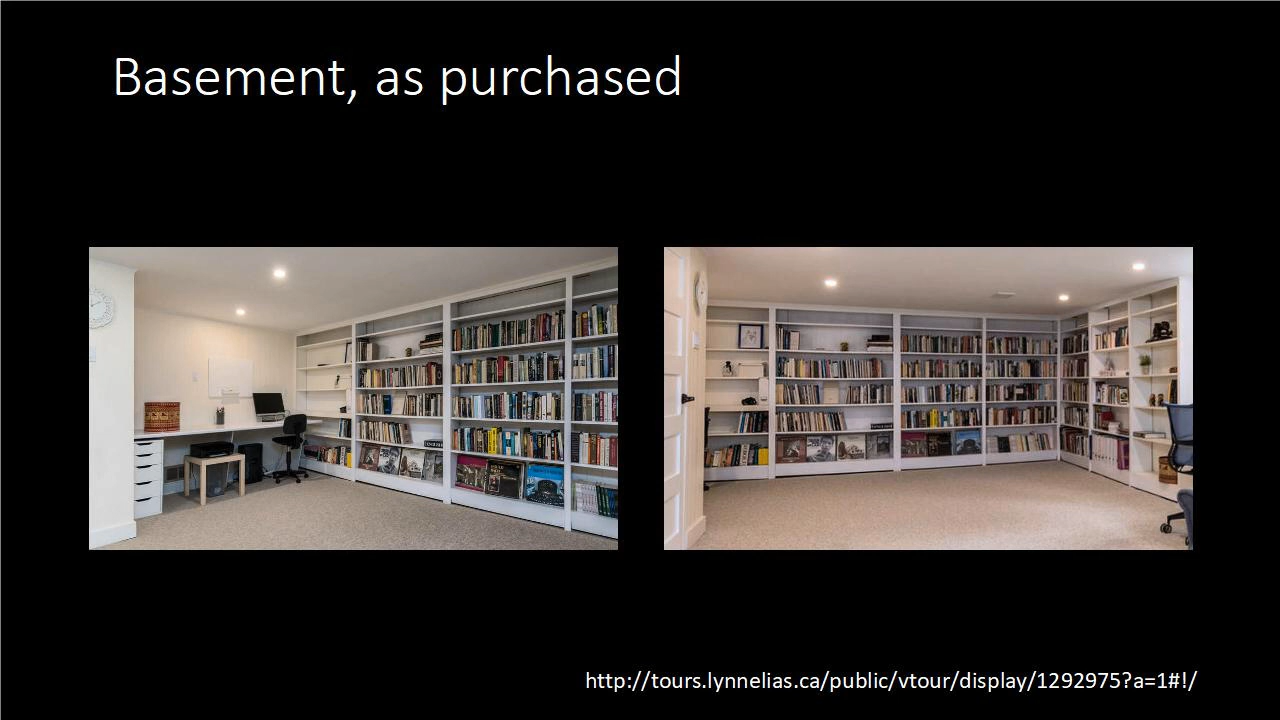 Basement, as purchased
http://tours.lynnelias.ca/public/vtour/display/1292975?a=1#!/